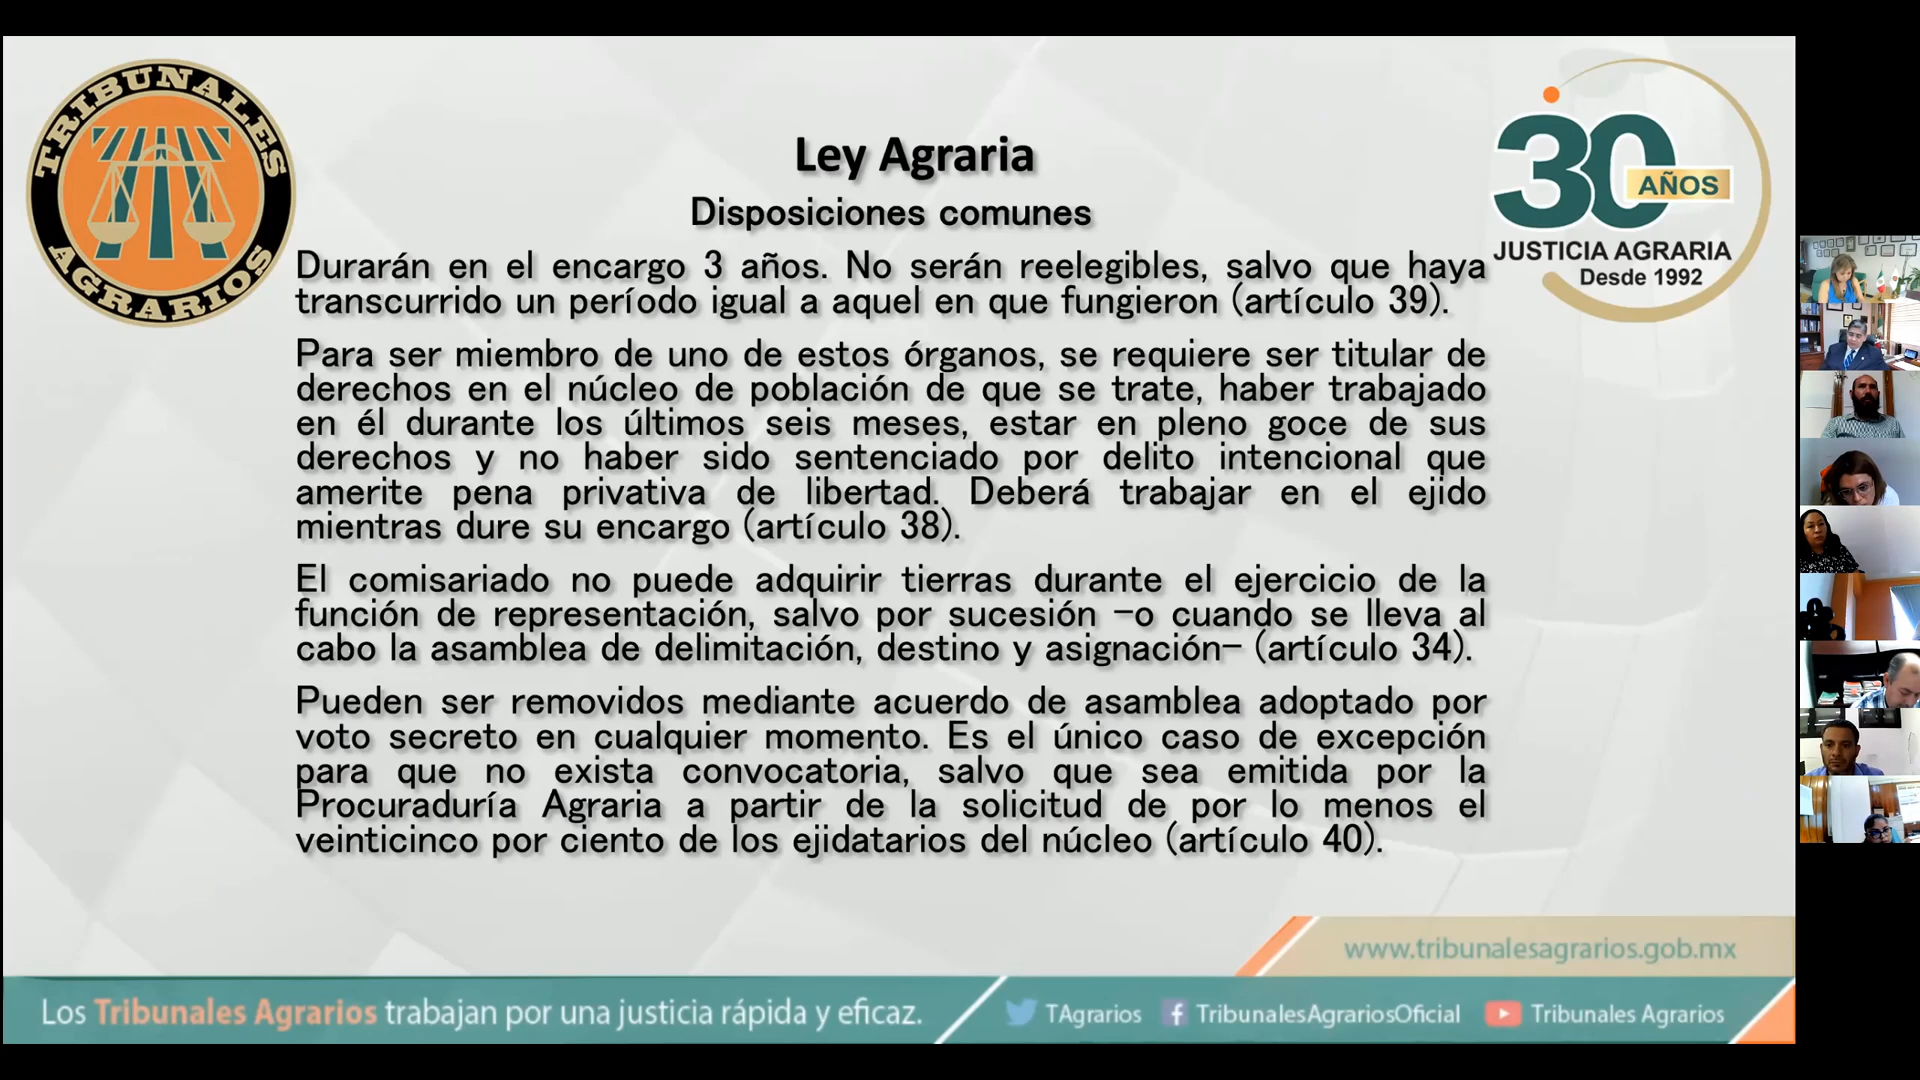 TRIBUNALES
AGRARIOS
30
AÑOS
JUSTICIA AGRARIA
Desde 1992
Ley Agraria
Disposiciones comunes
Durarán en el encargo 3 años. No serán reelegibles, salvo que haya
transcurrido un período igual a aquel en que fungieron (artículo 39).
Para ser miembro de uno de estos órganos, se requiere ser titular de
derechos en el núcleo de población de que se trate, haber trabajado
en él durante los últimos seis meses, estar en pleno goce de sus
derechos y no haber sido sentenciado por delito intencional que
amerite pena privativa de libertad. Deberá trabajar en el ejido
mientras dure su encargo (artículo 38).
El comisariado no puede adquirir tierras durante el ejercicio de la
función de representación, salvo por sucesión –o cuando se lleva al
cabo la asamblea de delimitación, destino y asignación– (artículo 34).
Pueden ser removidos mediante acuerdo de asamblea adoptado por
voto secreto en cualquier momento. Es el único caso de excepción
para que no exista convocatoria, salvo que sea emitida por la
Procuraduría Agraria a partir de la solicitud de por lo menos el
veinticinco por ciento de los ejidatarios del núcleo (artículo 40).
www.tribunalesagrarios.gob.mx
Los Tribunales Agrarios trabajan por una justicia rápida y eficaz.
TAgrarios
TribunalesAgrariosOficial
Tribunales Agrarios